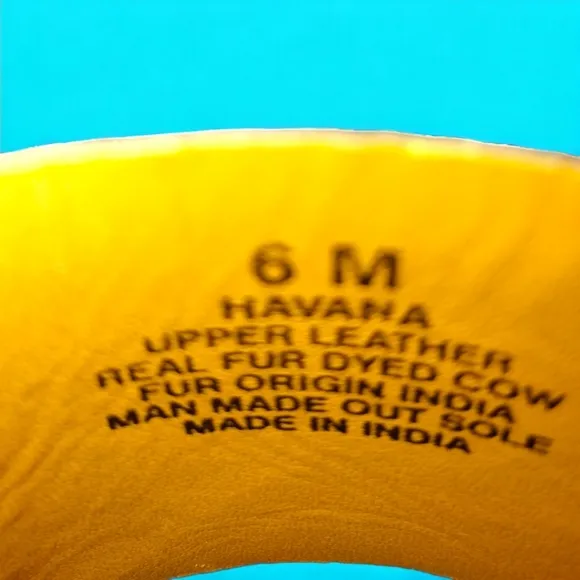 6 M
HAVANA
UPPER LEATHER
REAL FUR DYED COW
FUR ORIGIN INDIA
MAN MADE OUT SOLE
MADE IN INDIA